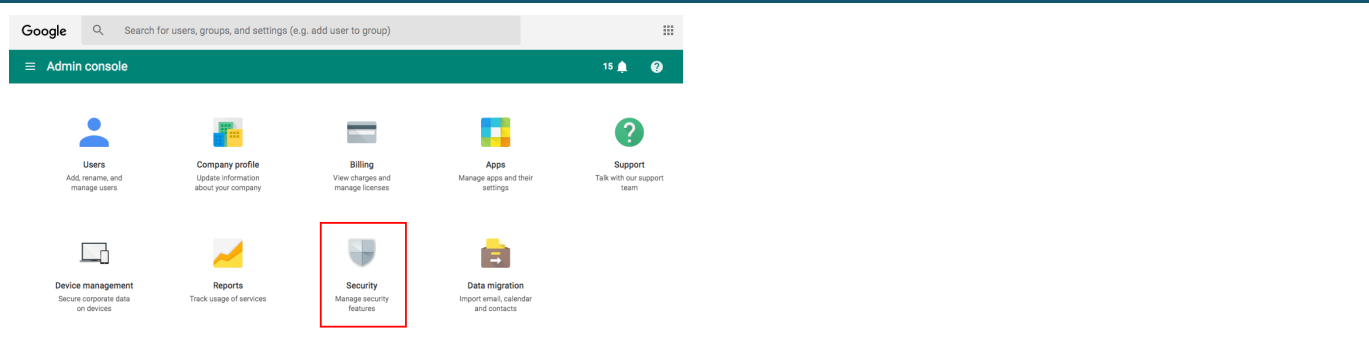 Google
Search for users, groups, and settings (e.g. add user to group)
Admin console
15
?
?
Users
Add, rename, and
manage users
Company profile
Update information
about your company
Billing
View charges and
manage licenses
Apps
Manage apps and their
settings
Support
Talk with our support
team
Device management
Secure corporate data
on devices
Reports
Track usage of services
Security
Manage security
features
Data migration
Import email, calendar
and contacts